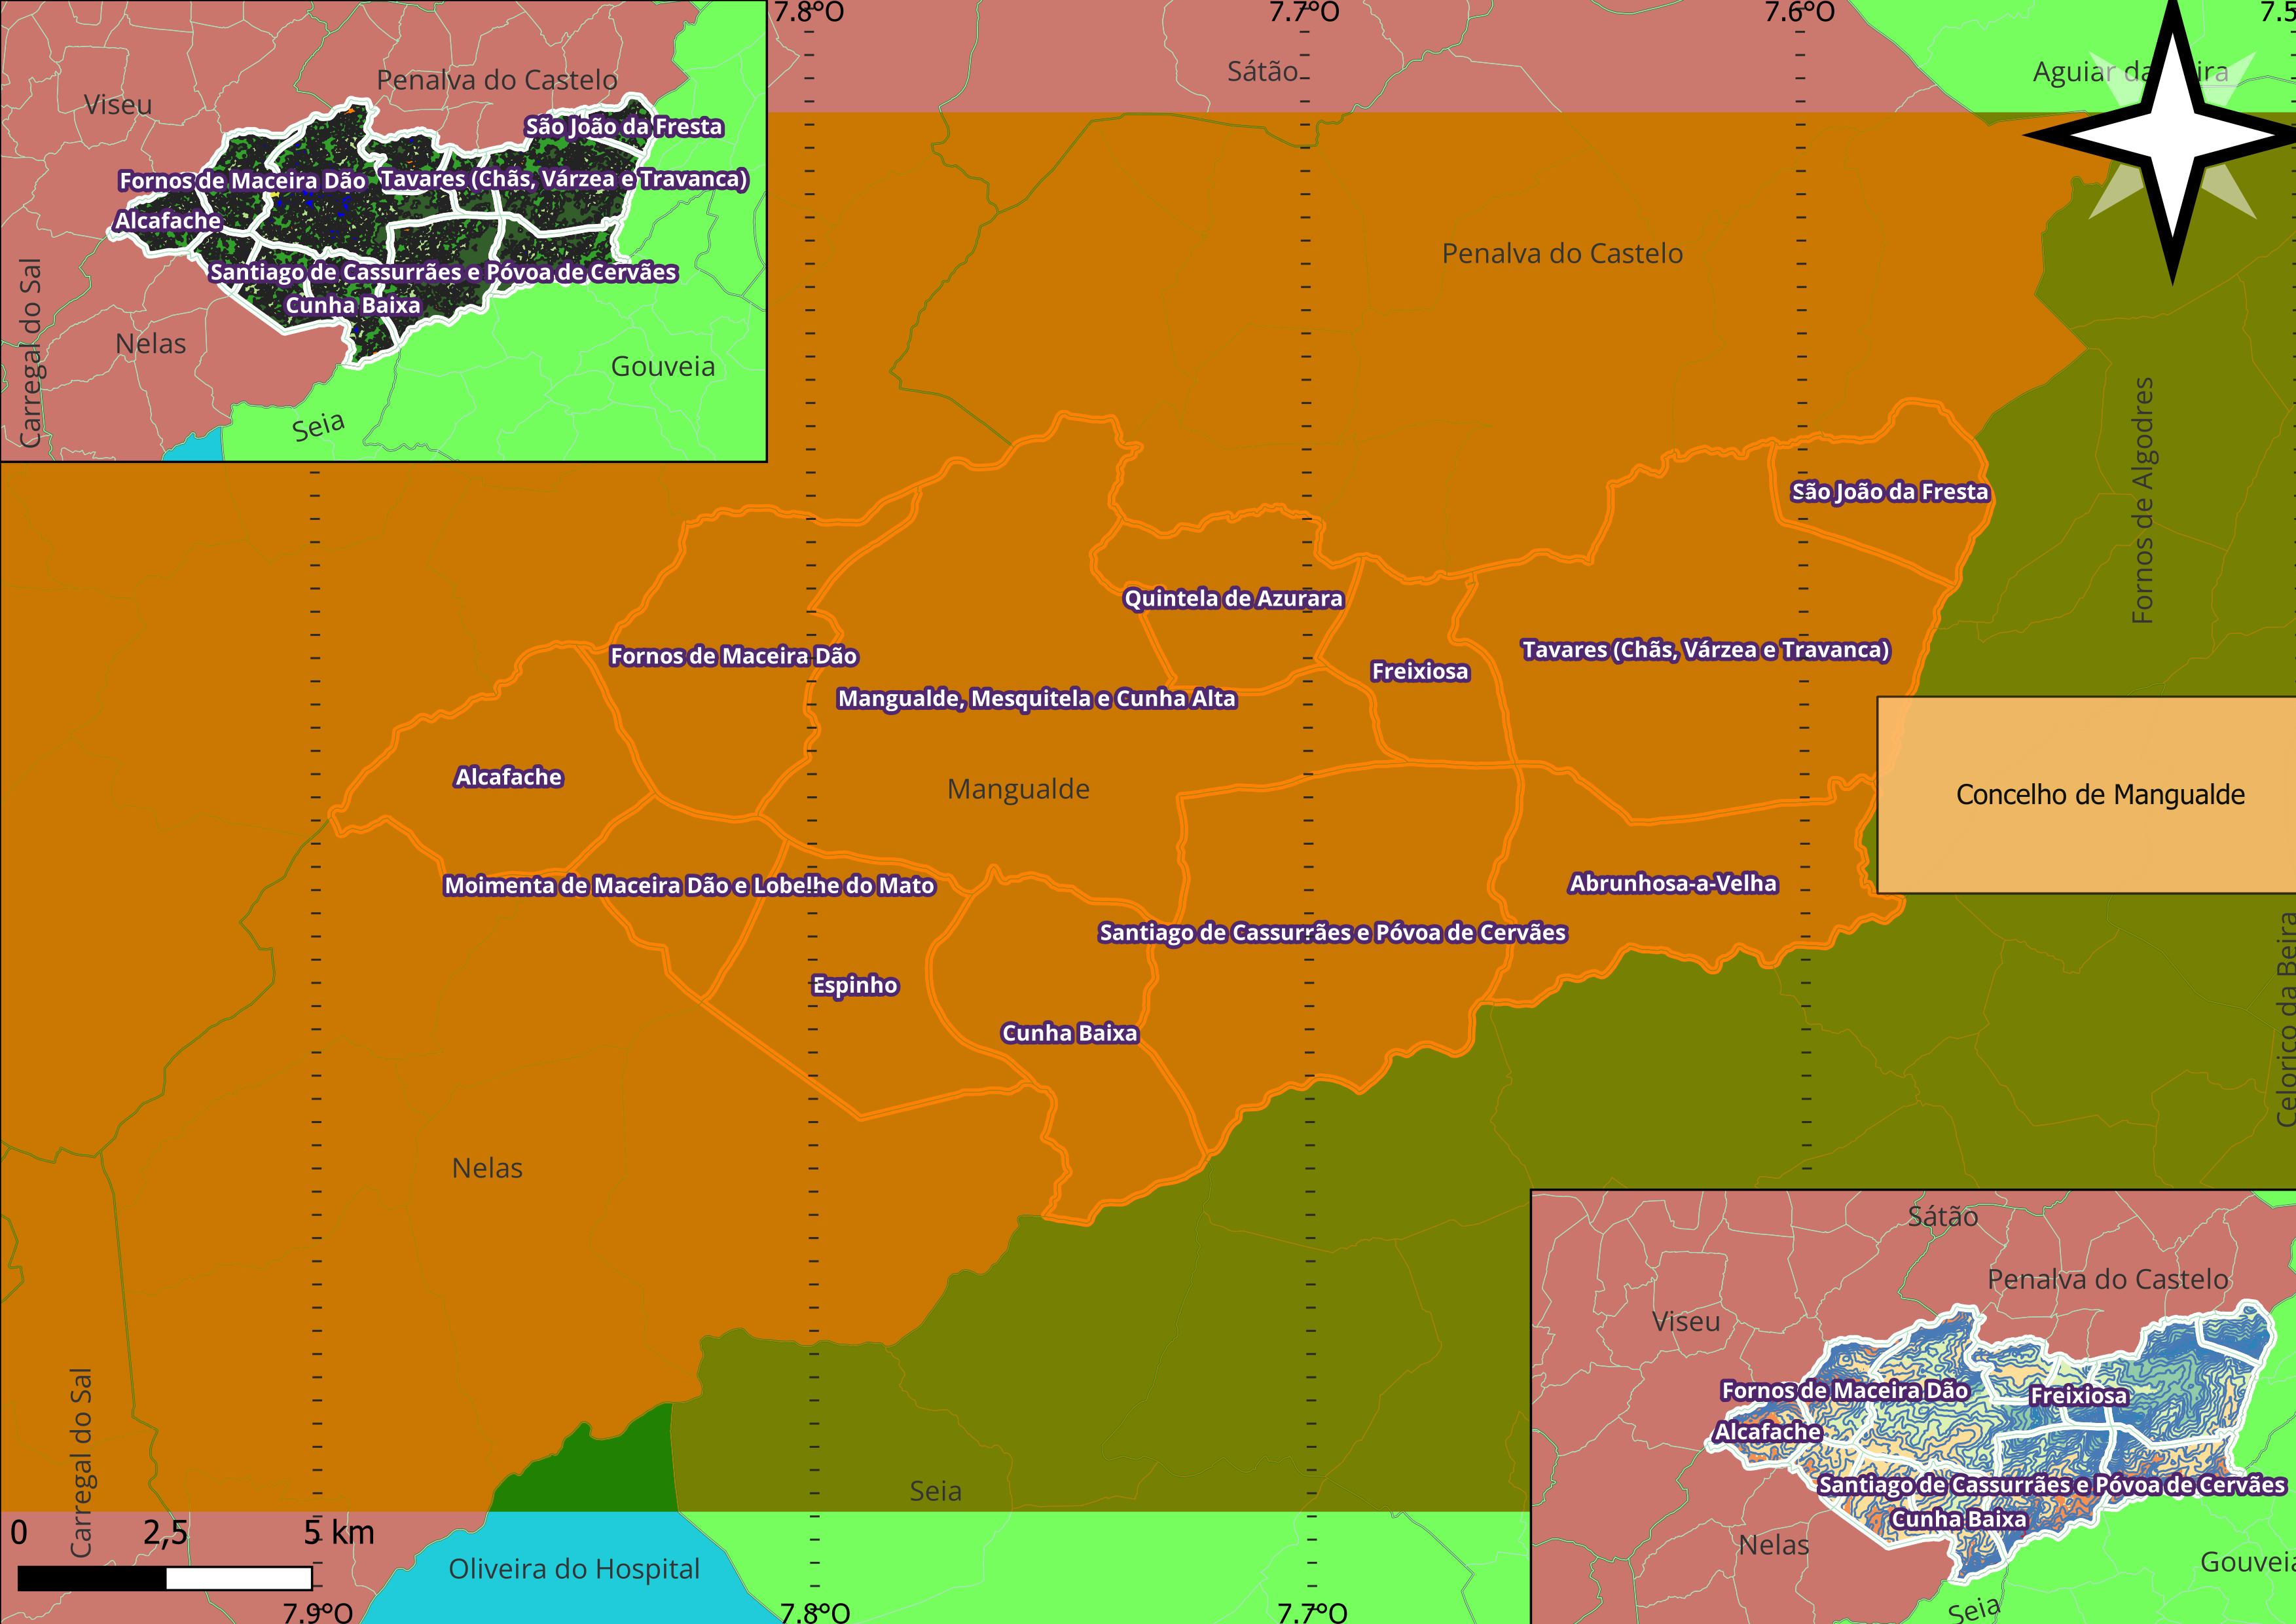 7.8°O
7.7°O
7.6°O
7.5
Viseu
Penalva do Castelo
São João da Fresta
Fornos de Maceira Dão
Tavares (Chãs, Várzea e Travanca)
Alcafache
Santiago de Cassurrães e Póvoa de Cervães
Cunha Baixa
Carregal do Sal
Nelas
Gouveia
Seia
Sátão
Aguiar da
ira
Penalva do Castelo
Fornos de Algodres
São João da Fresta
Quintela de Azurara
Fornos de Maceira Dão
Tavares (Chãs, Várzea e Travanca)
Freixiosa
Mangualde, Mesquitela e Cunha Alta
Alcafache
Mangualde
Concelho de Mangualde
Moimenta de Maceira Dão e Lobelhe do Mato
Abrunhosa-a-Velha
Santiago de Cassurrães e Póvoa de Cervães
Espinho
Cunha Baixa
Celorico da Beira
Nelas
Carregal do Sal
Seia
Oliveira do Hospital
0 2,5 5 km
7.9°O
7.8°O
7.7°O
Sátão
Penalva do Castelo
Viseu
Fornos de Maceira Dão
Freixiosa
Alcafache
Santiago de Cassurrães e Póvoa de Cervães
Cunha Baixa
Nelas
Gouveia
Seia